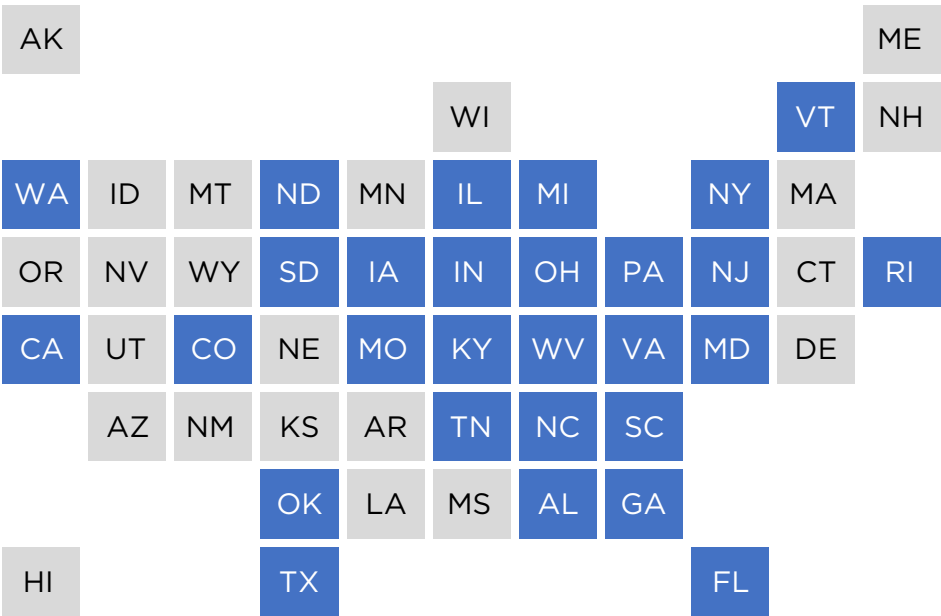 AK ME
WI VT NH
WA ID MT ND MN IL MI NY MA
OR NV WY SD IA IN OH PA NJ CT RI
CA UT CO NE MO KY WV VA MD DE
AZ NM KS AR TN NC SC
OK LA MS AL GA
HI TX FL